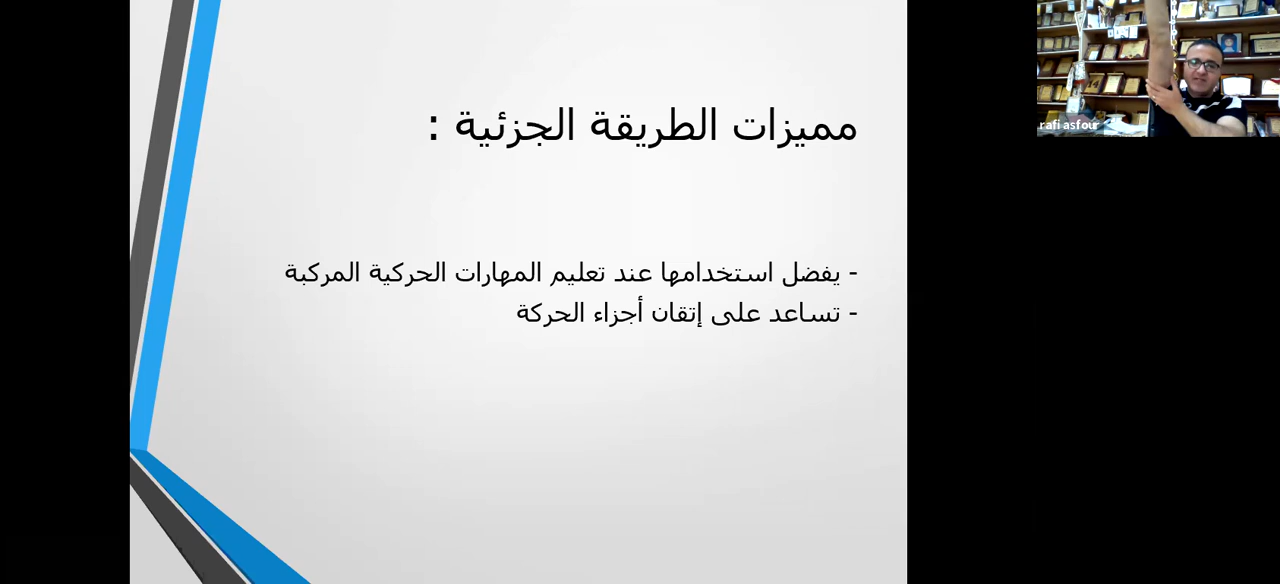 مميزات الطريقة الجزئية :
- يفضل استخدامها عند تعليم المهارات الحركية المركبة
- تساعد على إتقان أجزاء الحركة
rafi asfour